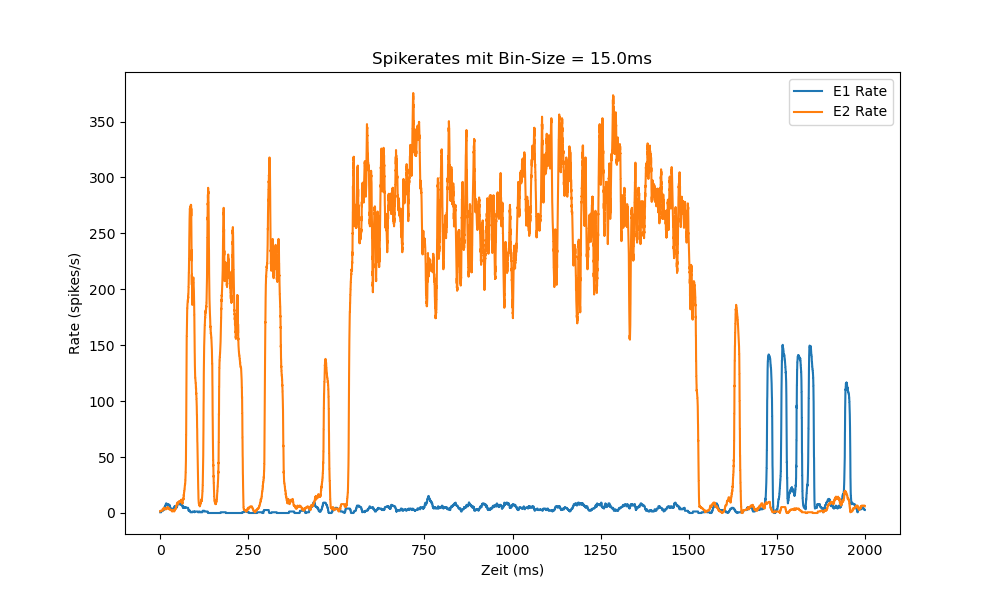 Spikerates mit Bin-Size = 15.0ms
E1 Rate
E2 Rate
Rate (spikes/s)
350
300
250
200
150
100
50
0
0 250 500 750 1000 1250 1500 1750 2000
Zeit (ms)